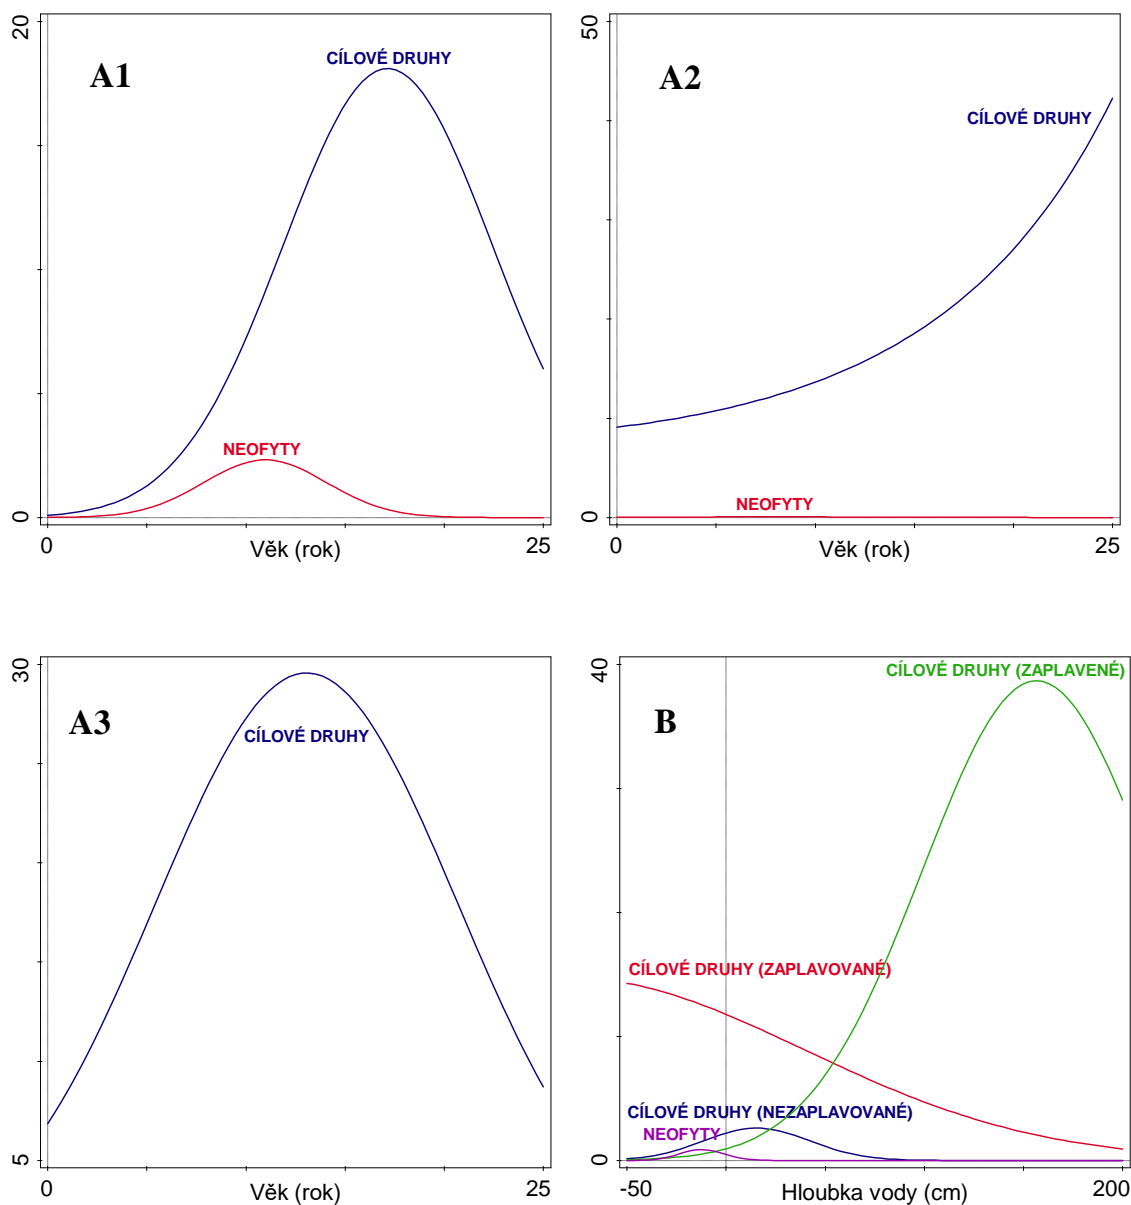 20
A1
CÍLOVÉ DRUHY
NEOFYTY
0
0
Věk (rok)
25
50
A2
CÍLOVÉ DRUHY
NEOFYTY
0
0
Věk (rok)
25
30
A3
CÍLOVÉ DRUHY
5
0
Věk (rok)
25
40
CÍLOVÉ DRUHY (ZAPLAVENÉ)
B
CÍLOVÉ DRUHY (ZAPLAVOVANÉ)
CÍLOVÉ DRUHY (NEZAPLAVOVANÉ)
NEOFYTY
0
-50
Hloubka vody (cm)
200